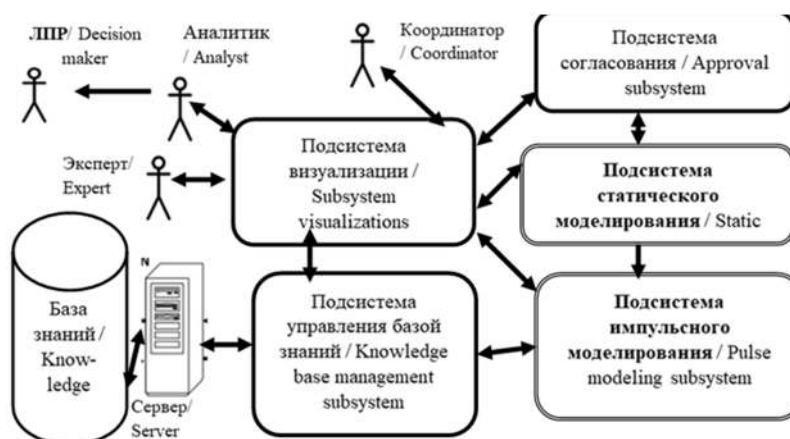 ЛПР/ Decision
maker
Аналитик
/ Analyst
Координатор
/ Coordinator
Подсистема
согласования / Approval
subsystem
Эксперт/
Expert
Подсистема
визуализации /
Subsystem
visualizations
Подсистема
статического
моделирования / Static
База
знаний/
Know-
ledge
N
Сервер/
Server
Подсистема
управления базой
знаний / Knowledge
base management
subsystem
Подсистема
импульсного
моделирования / Pulse
modeling subsystem